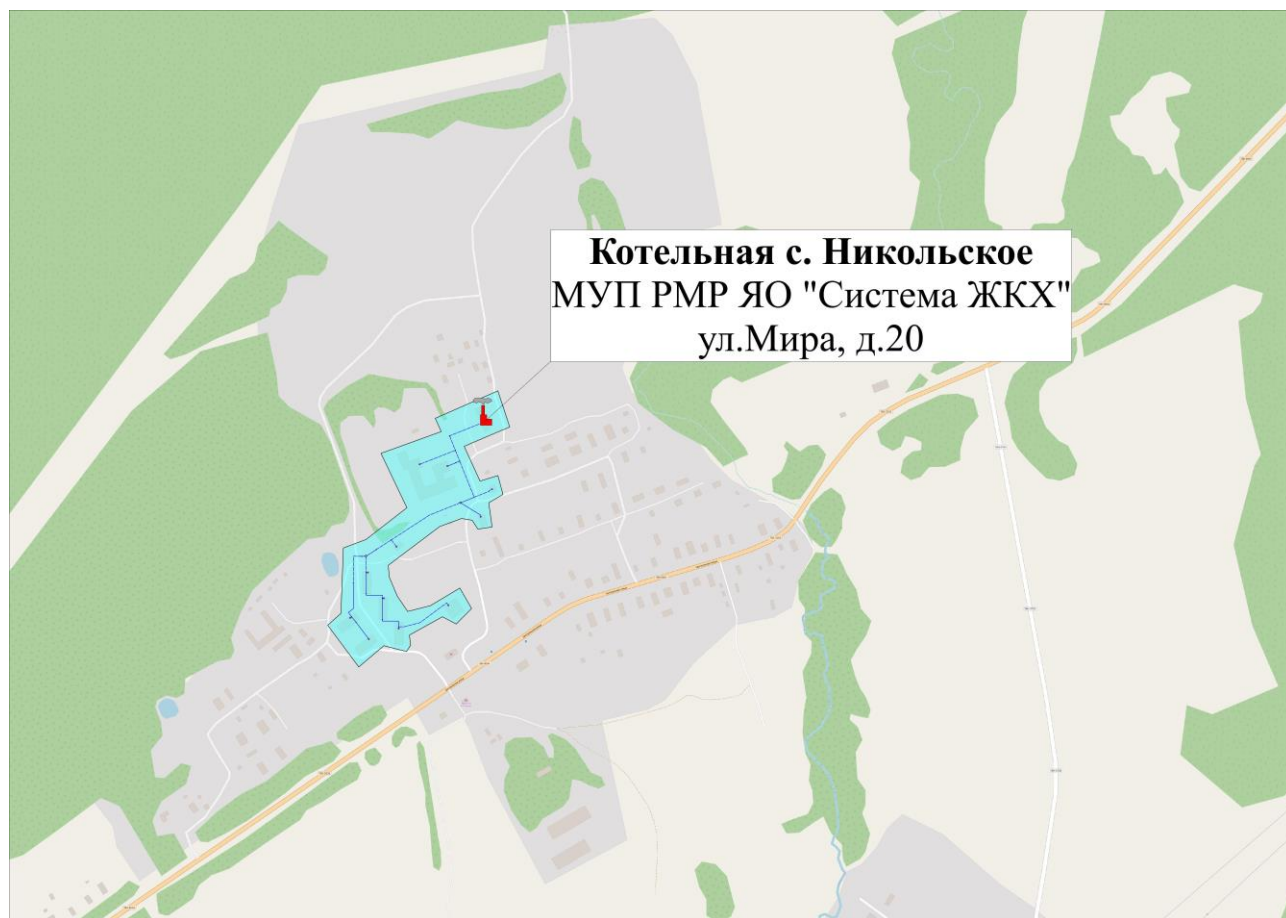 Котельная с. Никольское
МУП РМР ЯО "Система ЖКХ"
ул.Мира, д.20